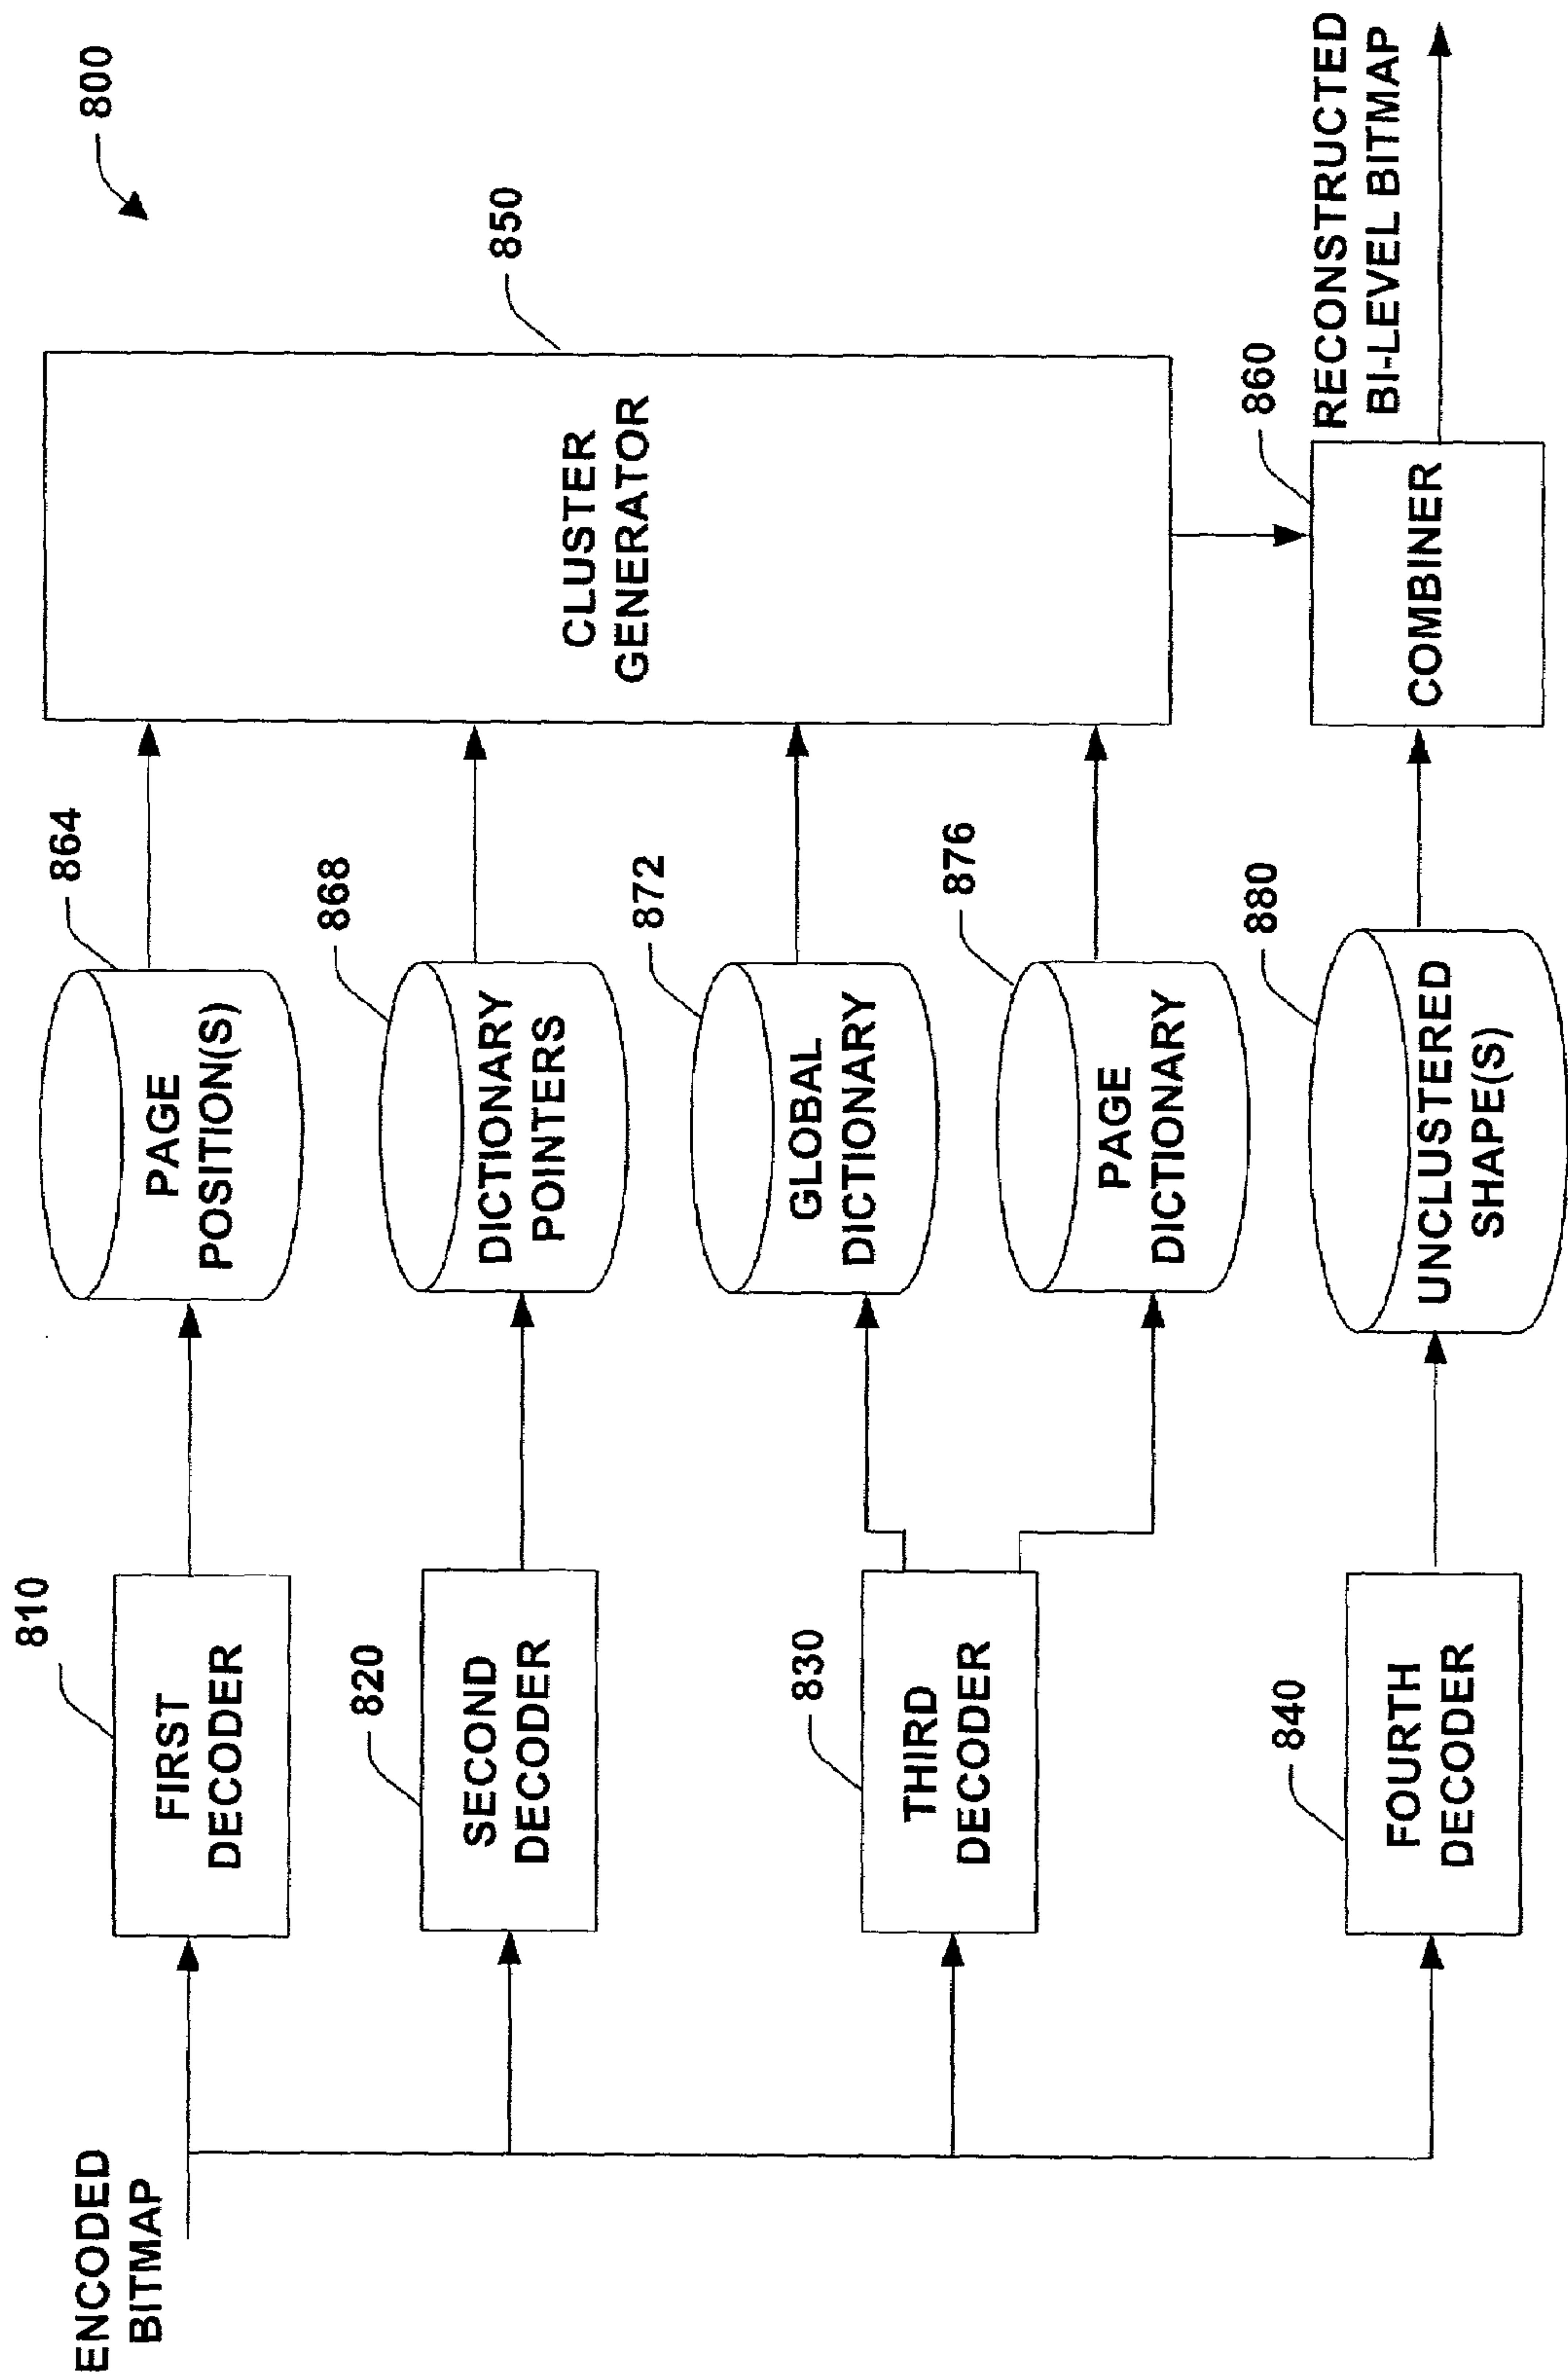 800
ENCODED
BITMAP
810
FIRST
DECODER
864
PAGE
POSITION(S)
850
CLUSTER
GENERATOR
820
SECOND
DECODER
868
DICTIONARY
POINTERS
830
THIRD
DECODER
872
GLOBAL
DICTIONARY
876
PAGE
DICTIONARY
840
FOURTH
DECODER
880
UNCLUSTERED
SHAPE(S)
860
COMBINER
RECONSTRUCTED
BI-LEVEL BITMAP